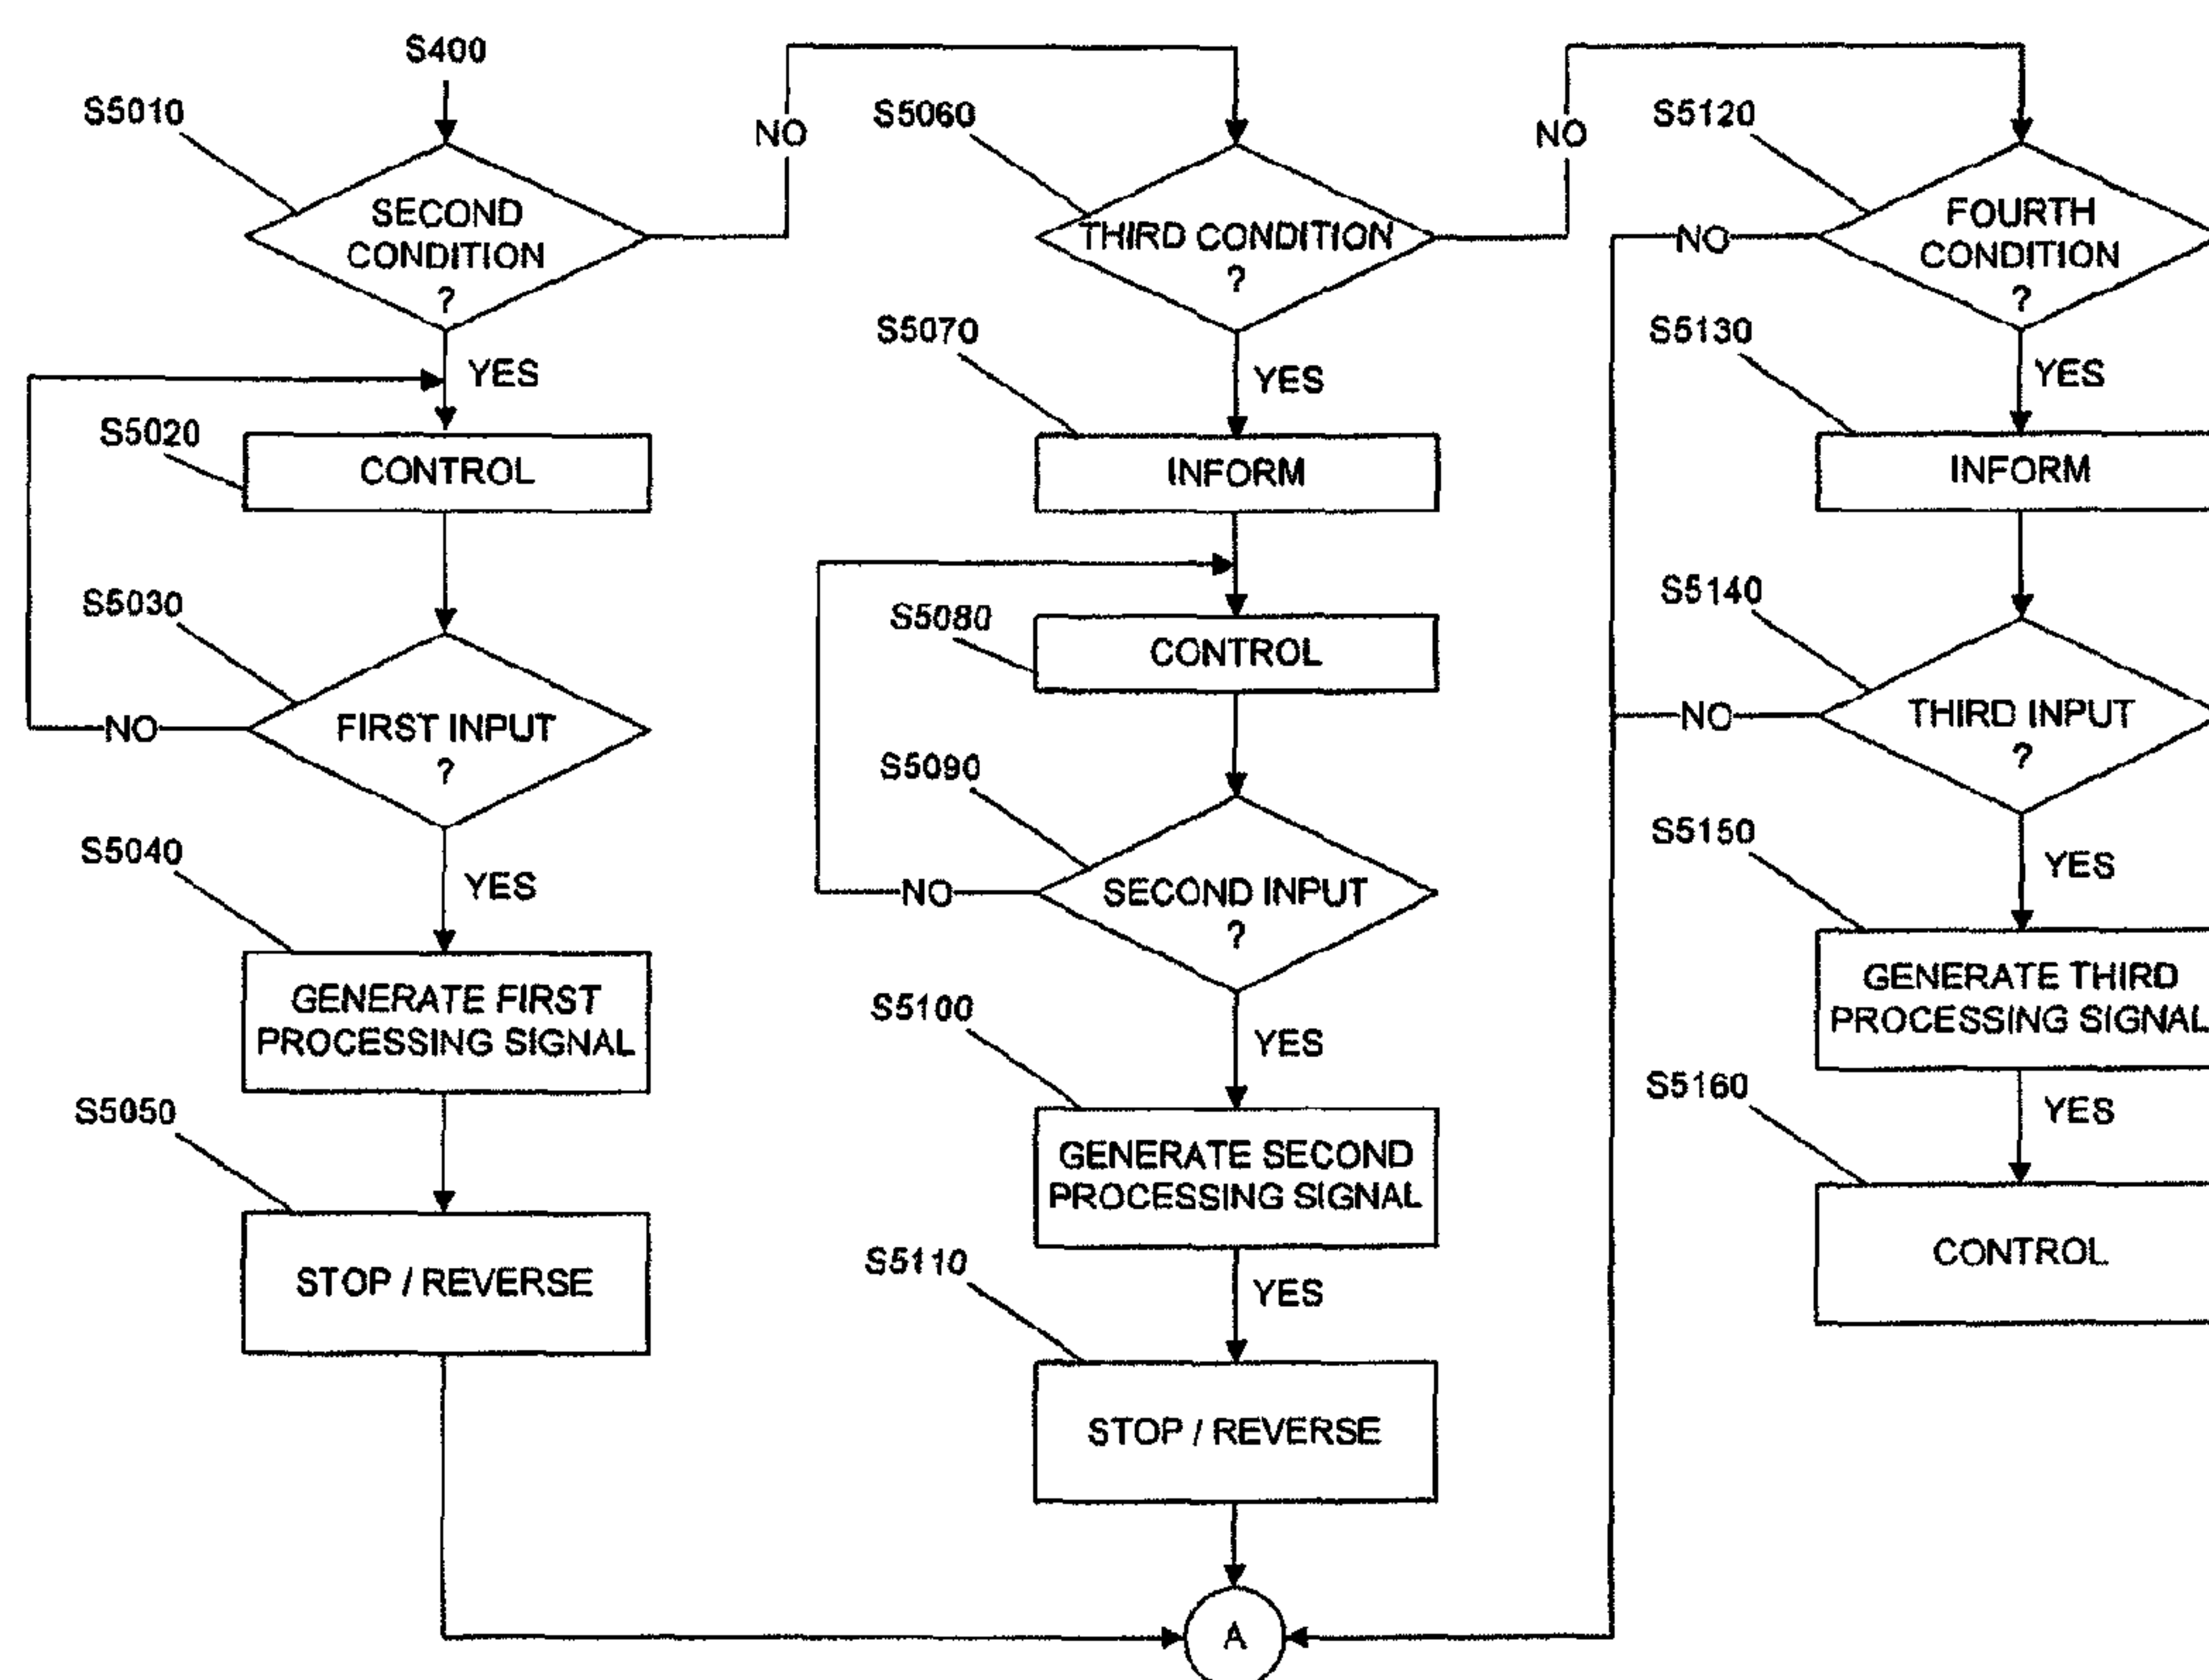 S400
S5010
SECOND
CONDITION
?
NO
YES
S5020
CONTROL
S5030
FIRST INPUT
?
NO
YES
S5040
GENERATE FIRST
PROCESSING SIGNAL
S5050
STOP / REVERSE
S5060
THIRD CONDITION
?
NO
YES
S5070
INFORM
S5080
CONTROL
S5090
SECOND INPUT
?
NO
YES
S5100
GENERATE SECOND
PROCESSING SIGNAL
YES
S5110
STOP / REVERSE
A
S5120
FOURTH
CONDITION
?
NO
YES
S5130
INFORM
S5140
THIRD INPUT
?
NO
YES
S5150
GENERATE THIRD
PROCESSING SIGNAL
YES
S5160
CONTROL